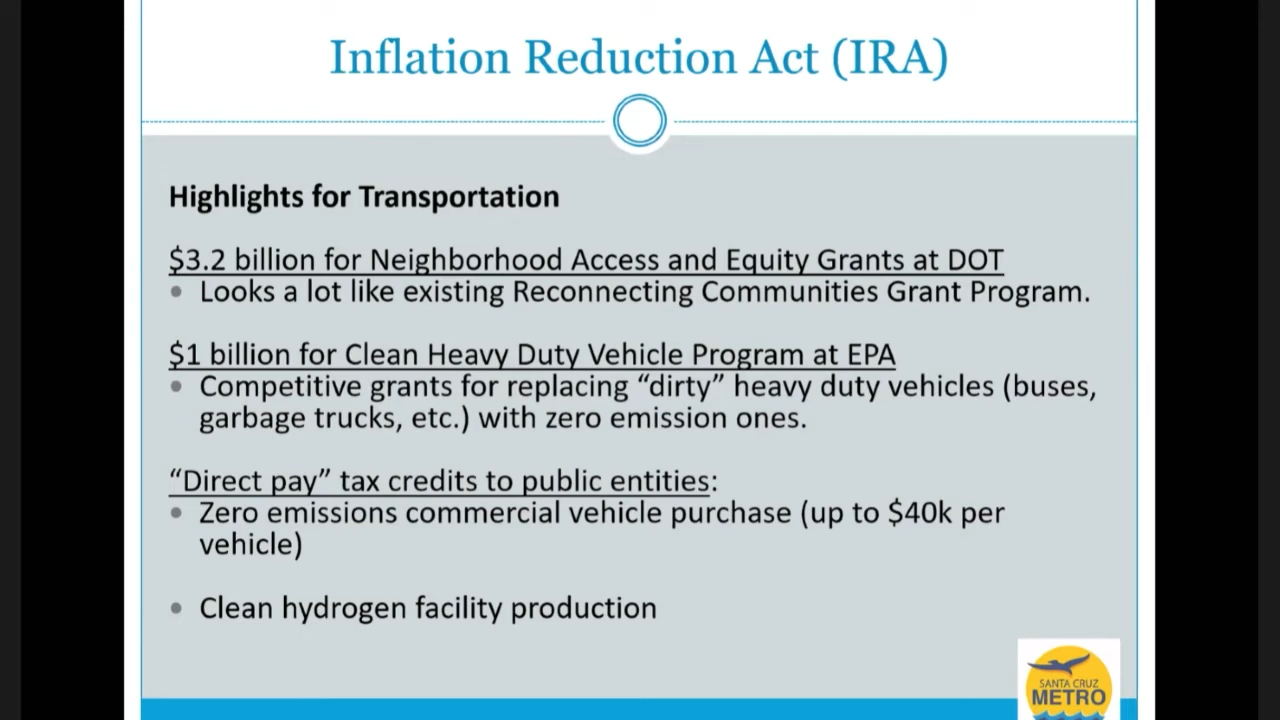 Inflation Reduction Act (IRA)
Highlights for Transportation
$3.2 billion for Neighborhood Access and Equity Grants at DOT
• Looks a lot like existing Reconnecting Communities Grant Program.
$1 billion for Clean Heavy Duty Vehicle Program at EPA
• Competitive grants for replacing “dirty” heavy duty vehicles (buses,
garbage trucks, etc.) with zero emission ones.
“Direct pay” tax credits to public entities:
• Zero emissions commercial vehicle purchase (up to $40k per
vehicle)
• Clean hydrogen facility production
SANTA CRUZ
METRO